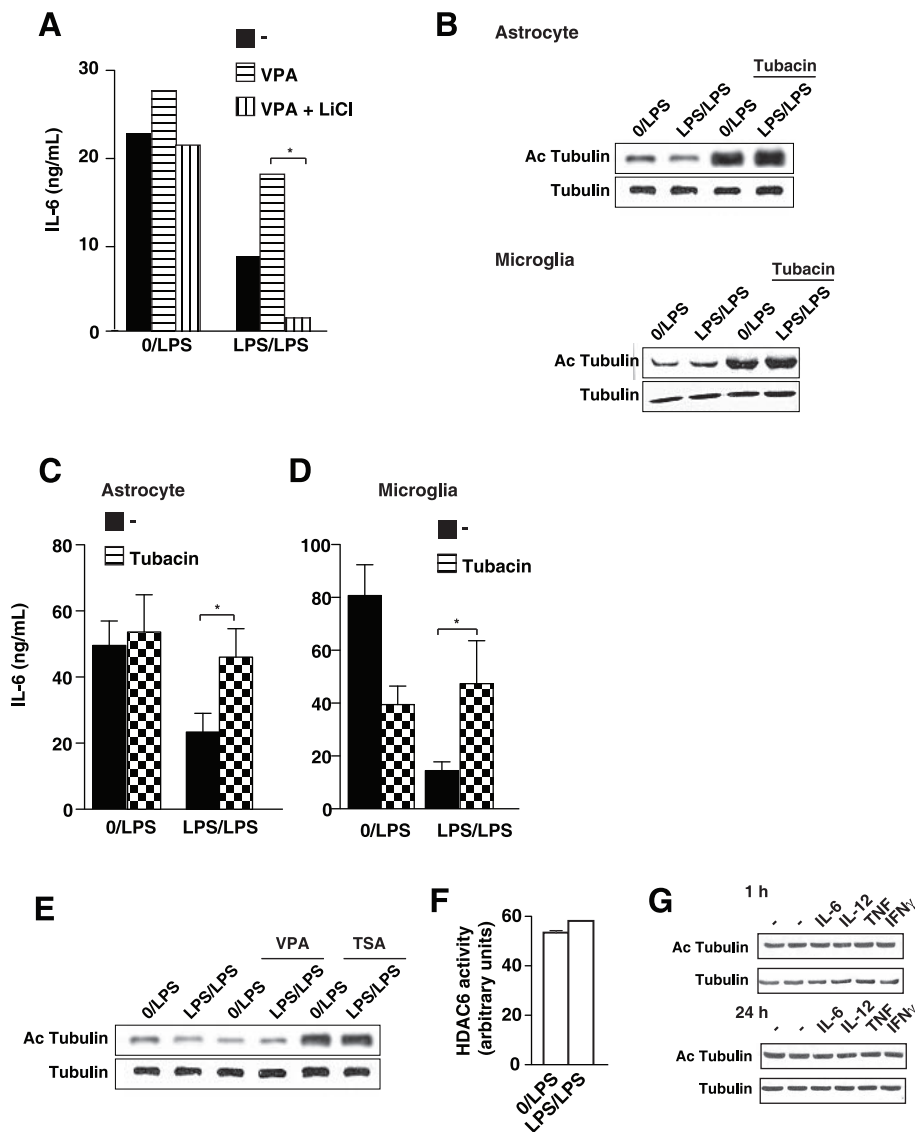 A
-
VPA
VPA + LiCl
*
IL-6 (ng/mL)
30
20
10
0
0/LPS LPS/LPS
B
Astrocyte
Tubacin
0/LPS LPS/LPS 0/LPS LPS/LPS
Ac Tubulin
Tubulin
Microglia
Tubacin
0/LPS LPS/LPS 0/LPS LPS/LPS
Ac Tubulin
Tubulin
C
Astrocyte
-
Tubacin
*
IL-6 (ng/mL)
80
60
40
20
0
0/LPS LPS/LPS
D
Microglia
-
Tubacin
*
100
80
60
40
20
0
0/LPS LPS/LPS
E
VPA TSA
0/LPS LPS/LPS 0/LPS LPS/LPS 0/LPS LPS/LPS
Ac Tubulin
Tubulin
F
HDAC6 activity
(arbitrary units)
60
40
20
0
0/LPS
LPS/LPS
G
1 h
- - IL-6 IL-12 TNF IFNγ
Ac Tubulin
Tubulin
24 h
- - IL-6 IL-12 TNF IFNγ
Ac Tubulin
Tubulin